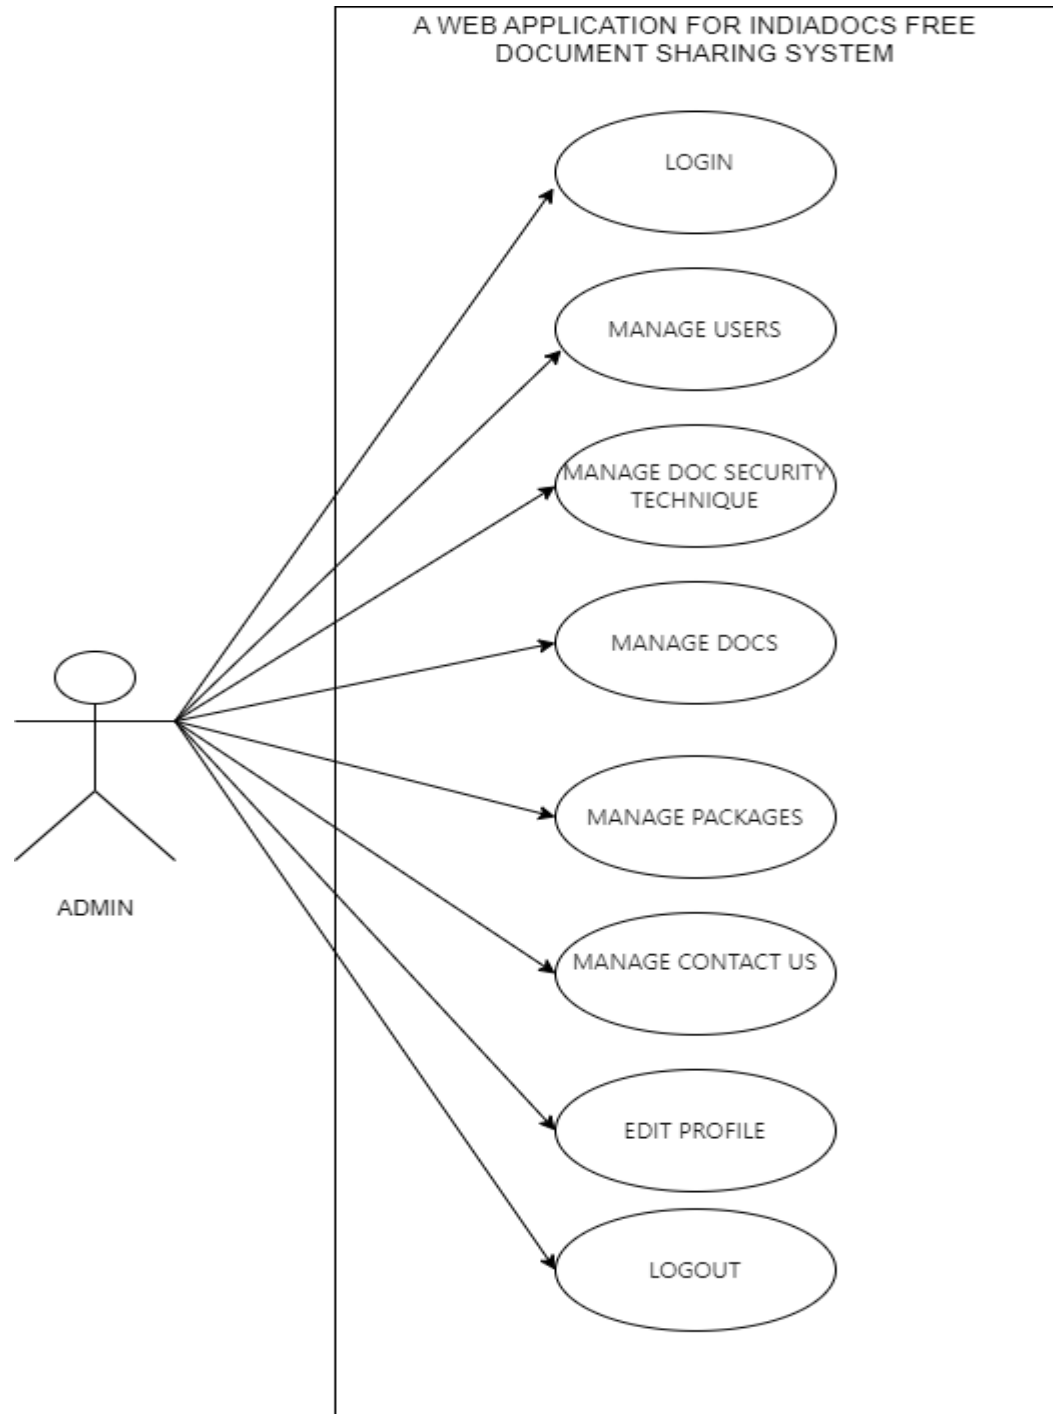 A WEB APPLICATION FOR INDIADOCS FREE
DOCUMENT SHARING SYSTEM
LOGIN
MANAGE USERS
MANAGE DOC SECURITY
TECHNIQUE
MANAGE DOCS
MANAGE PACKAGES
ADMIN
MANAGE CONTACT US
EDIT PROFILE
LOGOUT